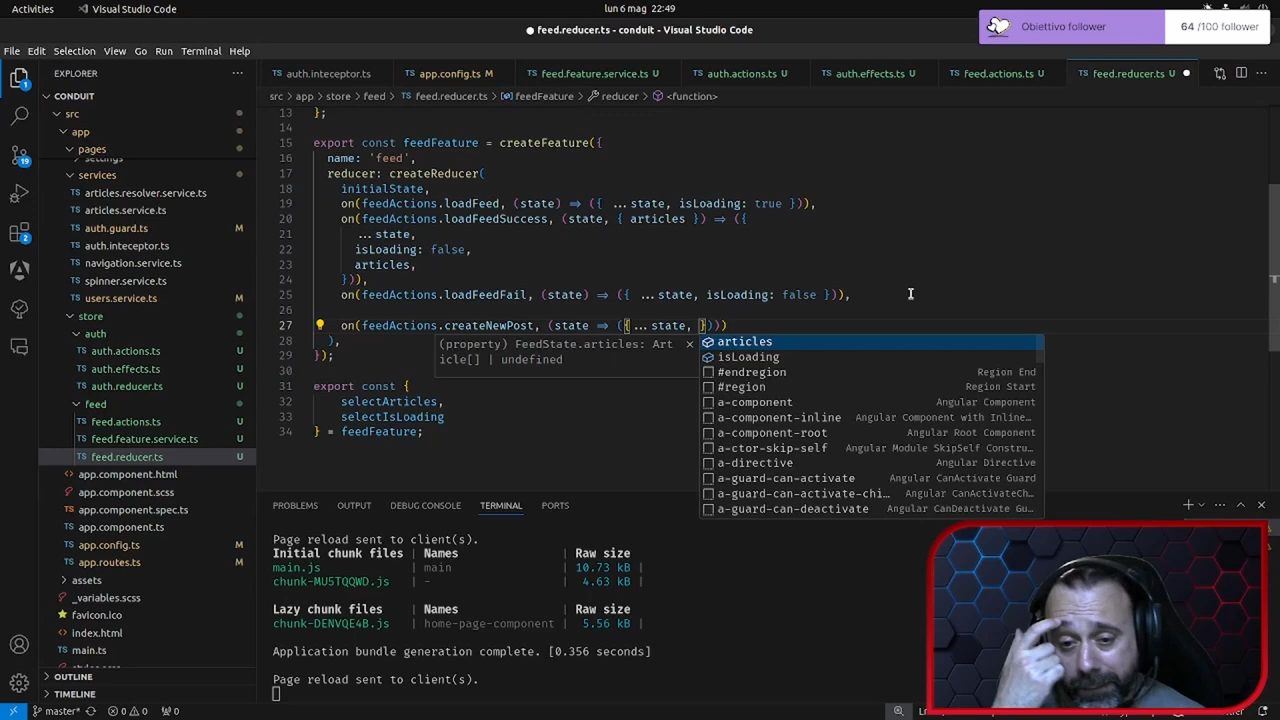 Activities
Visual Studio Code
lun 6 mag 22:49
feed.reducer.ts - conduit - Visual Studio Code
Obiettivo follower
64 /100 follower
File Edit Selection View Go Run Terminal Help
EXPLORER
auth.inteceptor.ts
app.config.ts M
feed.feature.service.ts U
auth.actions.ts U
auth.effects.ts U
feed.actions.ts U
feed.reducer.ts U
src > app > store > feed > feed.reducer.ts > feedFeature > reducer > <function>
CONDUIT
src
app
pages
settings
services
articles.resolver.service.ts
articles.service.ts
auth.guard.ts M
auth.inteceptor.ts
navigation.service.ts
spinner.service.ts
users.service.ts M
store
auth
auth.actions.ts U
auth.effects.ts U
auth.reducer.ts U
feed
feed.actions.ts U
feed.feature.service.ts U
feed.reducer.ts U
app.component.html
app.component.scss
app.component.spec.ts
app.component.ts
app.config.ts M
app.routes.ts M
assets
_variables.scss
favicon.ico
index.html
main.ts
styles.scss
OUTLINE
TIMELINE
13 };
14
15 export const feedFeature = createFeature({
16 name: 'feed',
17 reducer: createReducer(
18 initialState,
19 on(feedActions.loadFeed, (state) => ({ ...state, isLoading: true })),
20 on(feedActions.loadFeedSuccess, (state, { articles }) => ({
21 ...state,
22 isLoading: false,
23 articles,
24 })),
25 on(feedActions.loadFeedFail, (state) => ({ ...state, isLoading: false })),
26
27 on(feedActions.createNewPost, (state => ({ ...state, })))
28 ),
29 });
30
31 export const {
32 selectArticles,
33 selectIsLoading
34 } = feedFeature;
(property) FeedState.articles: Art
icle[] | undefined
articles
isLoading
#endregion Region End
#region Region Start
a-component Angular Component
a-component-inline Angular Component with Inline…
a-component-root Angular Root Component
a-ctor-skip-self Angular Module SkipSelf Constru…
a-directive Angular Directive
a-guard-can-activate Angular CanActivate Guard
a-guard-can-activate-chi… Angular CanActivateCh…
a-guard-can-deactivate Angular CanDeactivate Gu…
PROBLEMS OUTPUT DEBUG CONSOLE TERMINAL PORTS
Page reload sent to client(s).
Initial chunk files | Names | Raw size
main.js | main | 10.73 kB |
chunk-MU5TQQWD.js | - | 4.63 kB |
Lazy chunk files | Names | Raw size
chunk-DENVQE4B.js | home-page-component | 5.56 kB |
Application bundle generation complete. [0.356 seconds]
Page reload sent to client(s).
1
19
2
master* 0 0 0